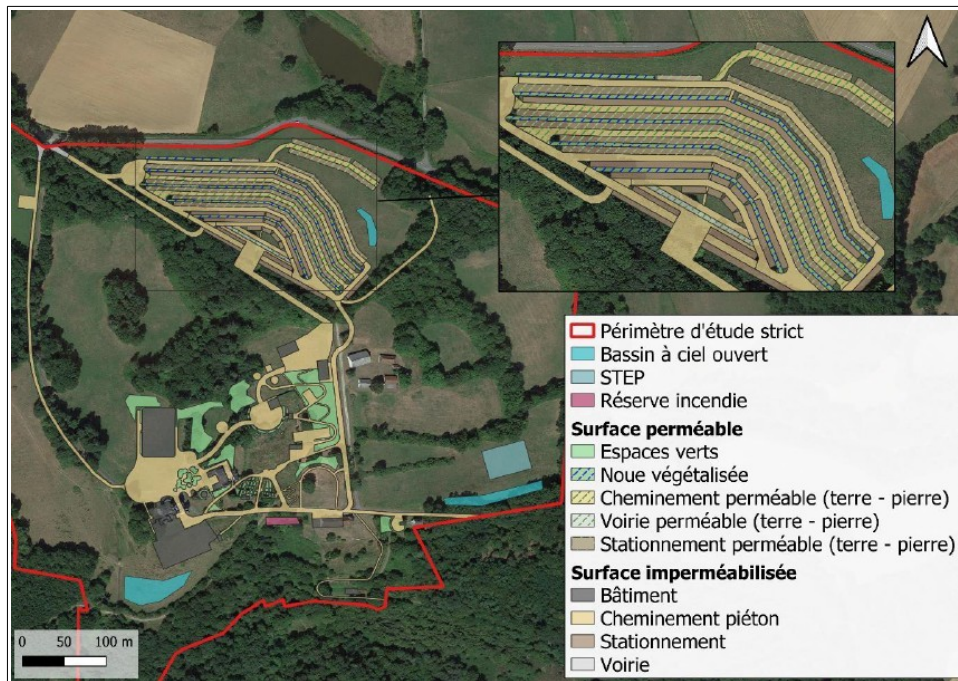 Périmètre d'étude strict
Bassin à ciel ouvert
STEP
Réserve incendie
Surface perméable
Espaces verts
Noue végétalisée
Cheminement perméable (terre - pierre)
Voirie perméable (terre - pierre)
Stationnement perméable (terre - pierre)
Surface imperméabilisée
Bâtiment
Cheminement piéton
Stationnement
Voirie
0 50 100 m